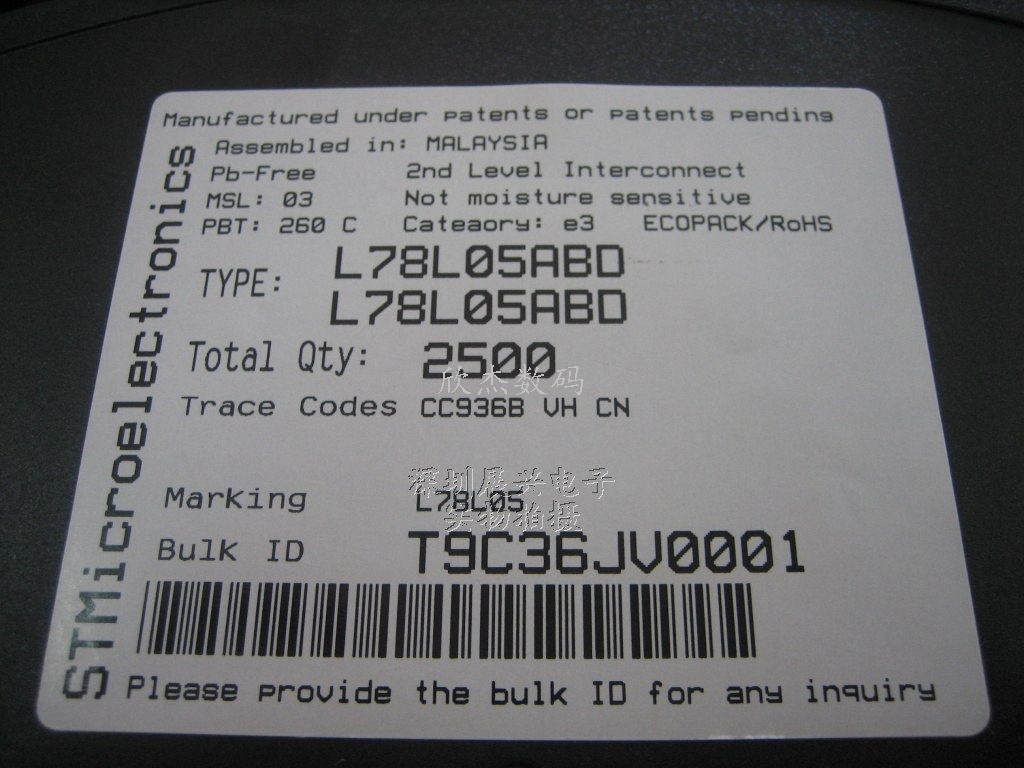 Manufactured under patents or patents pending
Assembled in: MALAYSIA
Pb-Free 2nd Level Interconnect
MSL: 03 Not moisture sensitive
PBT: 260 C Cateaory: e3 ECOPACK/RoHS
TYPE: L78L05ABD
L78L05ABD
Total Qty: 2500
欣杰数码
Trace Codes CC936B VH CN
深圳展兴电子
Marking L78L05
实物拍摄
Bulk ID T9C36JV0001
Please provide the bulk ID for any inquiry
STMicroelectronics